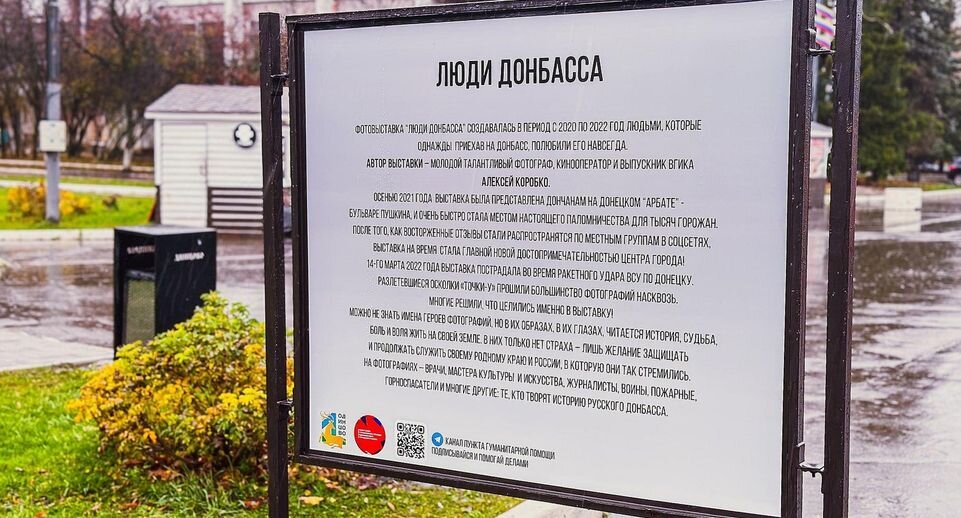 ЛЮДИ ДОНБАССА
ФОТОВЫСТАВКА "ЛЮДИ ДОНБАССА" СОЗДАВАЛАСЬ В ПЕРИОД С 2020 ПО 2022 ГОД ЛЮДЬМИ, КОТОРЫЕ
ОДНАЖДЫ ПРИЕХАВ НА ДОНБАСС, ПОЛЮБИЛИ ЕГО НАВСЕГДА.
АВТОР ВЫСТАВКИ – МОЛОДОЙ ТАЛАНТЛИВЫЙ ФОТОГРАФ, КИНООПЕРАТОР И ВЫПУСКНИК ВГИКА
АЛЕКСЕЙ КОРОБКО.
ОСЕНЬЮ 2021 ГОДА ВЫСТАВКА БЫЛА ПРЕДСТАВЛЕНА ДОНЧАНАМ НА ДОНЕЦКОМ "АРБАТЕ" -
БУЛЬВАРЕ ПУШКИНА, И ОЧЕНЬ БЫСТРО СТАЛА МЕСТОМ НАСТОЯЩЕГО ПАЛОМНИЧЕСТВА ДЛЯ ТЫСЯЧ ГОРОЖАН.
ПОСЛЕ ТОГО, КАК ВОСТОРЖЕННЫЕ ОТЗЫВЫ СТАЛИ РАСПРОСТРАНЯТСЯ ПО МЕСТНЫМ ГРУППАМ В СОЦСЕТЯХ,
ВЫСТАВКА НА ВРЕМЯ СТАЛА ГЛАВНОЙ НОВОЙ ДОСТОПРИМЕЧАТЕЛЬНОСТЬЮ ЦЕНТРА ГОРОДА!
14-ГО МАРТА 2022 ГОДА ВЫСТАВКА ПОСТРАДАЛА ВО ВРЕМЯ РАКЕТНОГО УДАРА ВСУ ПО ДОНЕЦКУ.
РАЗЛЕТЕВШИЕСЯ ОСКОЛКИ «ТОЧКИ-У» ПРОШИЛИ БОЛЬШИНСТВО ФОТОГРАФИЙ НАСКВОЗЬ.
МНОГИЕ РЕШИЛИ, ЧТО ЦЕЛИЛИСЬ ИМЕННО В ВЫСТАВКУ!
МОЖНО НЕ ЗНАТЬ ИМЕНА ГЕРОЕВ ФОТОГРАФИЙ, НО В ИХ ОБРАЗАХ, В ИХ ГЛАЗАХ, ЧИТАЕТСЯ ИСТОРИЯ, СУДЬБА,
БОЛЬ И ВОЛЯ ЖИТЬ НА СВОЕЙ ЗЕМЛЕ. В НИХ ТОЛЬКО НЕТ СТРАХА – ЛИШЬ ЖЕЛАНИЕ ЗАЩИЩАТЬ
И ПРОДОЛЖАТЬ СЛУЖИТЬ СВОЕМУ РОДНОМУ КРАЮ И РОССИИ, В КОТОРУЮ ОНИ ТАК СТРЕМИЛИСЬ.
НА ФОТОГРАФИЯХ – ВРАЧИ, МАСТЕРА КУЛЬТУРЫ И ИСКУССТВА, ЖУРНАЛИСТЫ, ВОИНЫ, ПОЖАРНЫЕ,
ГОРНОСПАСАТЕЛИ И МНОГИЕ ДРУГИЕ: ТЕ, КТО ТВОРЯТ ИСТОРИЮ РУССКОГО ДОНБАССА.
ОДИНЦОВО
КАНАЛ ПУНКТА ГУМАНИТАРНОЙ ПОМОЩИ
ПОДПИСЫВАЙСЯ И ПОМОГАЙ ДЕЛАМИ